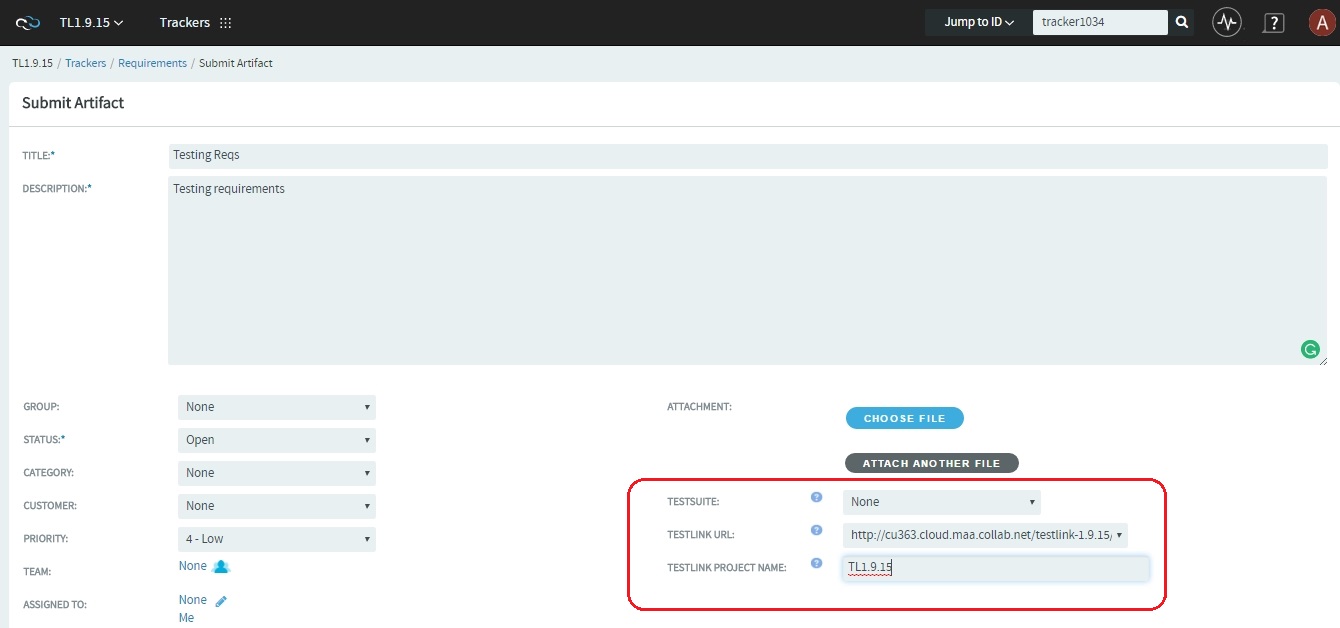 TL1.9.15
Trackers
Jump to ID
tracker1034
?
A
TL1.9.15 / Trackers / Requirements / Submit Artifact
Submit Artifact
TITLE:*
Testing Reqs
DESCRIPTION:*
Testing requirements
G
GROUP:
None
STATUS:*
Open
CATEGORY:
None
CUSTOMER:
None
PRIORITY:
4 - Low
TEAM:
None
ASSIGNED TO:
None
Me
ATTACHMENT:
CHOOSE FILE
ATTACH ANOTHER FILE
TESTSUITE:
?
None
TESTLINK URL:
?
http://cu363.cloud.maa.collab.net/testlink-1.9.15/
TESTLINK PROJECT NAME:
?
TL1.9.15